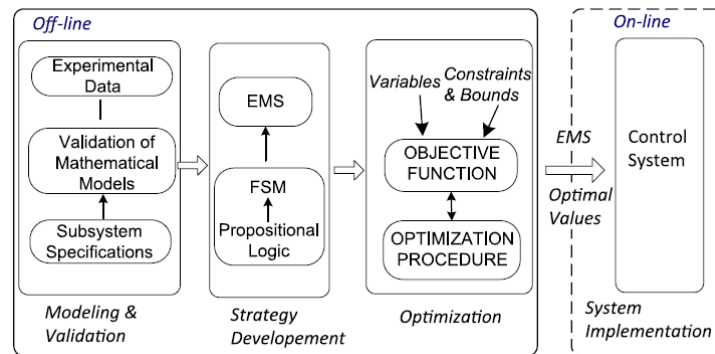 Off-line
On-line
Experimental
Data
Validation of
Mathematical
Models
Subsystem
Specifications
Modeling &
Validation
EMS
FSM
Propositional
Logic
Strategy
Developement
Variables
Constraints
& Bounds
OBJECTIVE
FUNCTION
OPTIMIZATION
PROCEDURE
Optimization
EMS
Optimal
Values
Control
System
System
Implementation